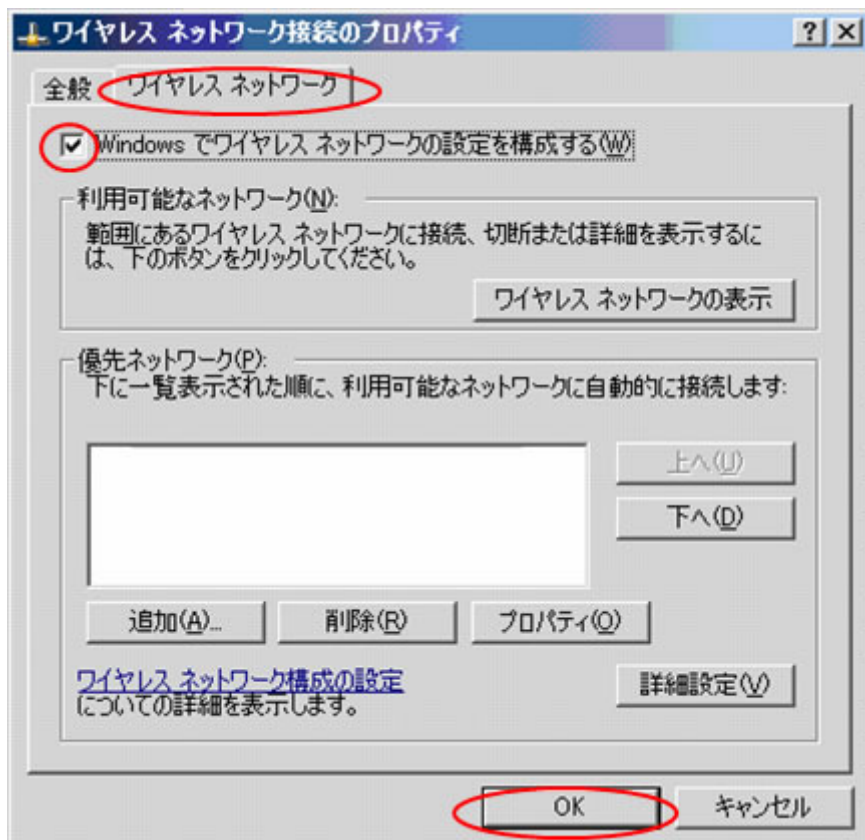 ワイヤレス ネットワーク接続のプロパティ
全般
ワイヤレス ネットワーク
Windows でワイヤレス ネットワークの設定を構成する(W)
利用可能なネットワーク(N):
範囲にあるワイヤレス ネットワークに接続、切断または詳細を表示するに
は、下のボタンをクリックしてください。
ワイヤレス ネットワークの表示
優先ネットワーク(P):
下に一覧表示された順に、利用可能なネットワークに自動的に接続します:
上へ(U)
下へ(D)
追加(A)...
削除(R)
プロパティ(O)
ワイヤレス ネットワーク構成の設定
についての詳細を表示します。
詳細設定(V)
OK
キャンセル